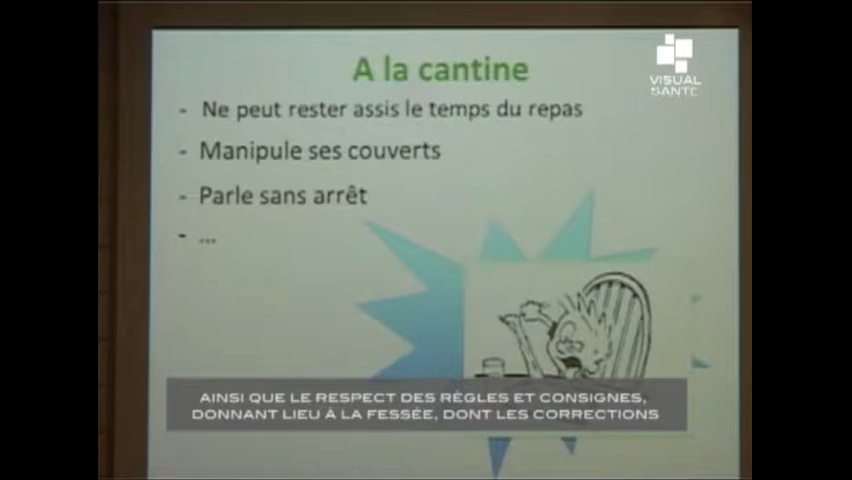 A la cantine
- Ne peut rester assis le temps du repas
- Manipule ses couverts
- Parle sans arrêt
- ...
VISUAL
SANTE
AINSI QUE LE RESPECT DES RÈGLES ET CONSIGNES,
DONNANT LIEU À LA FESSÉE, DONT LES CORRECTIONS